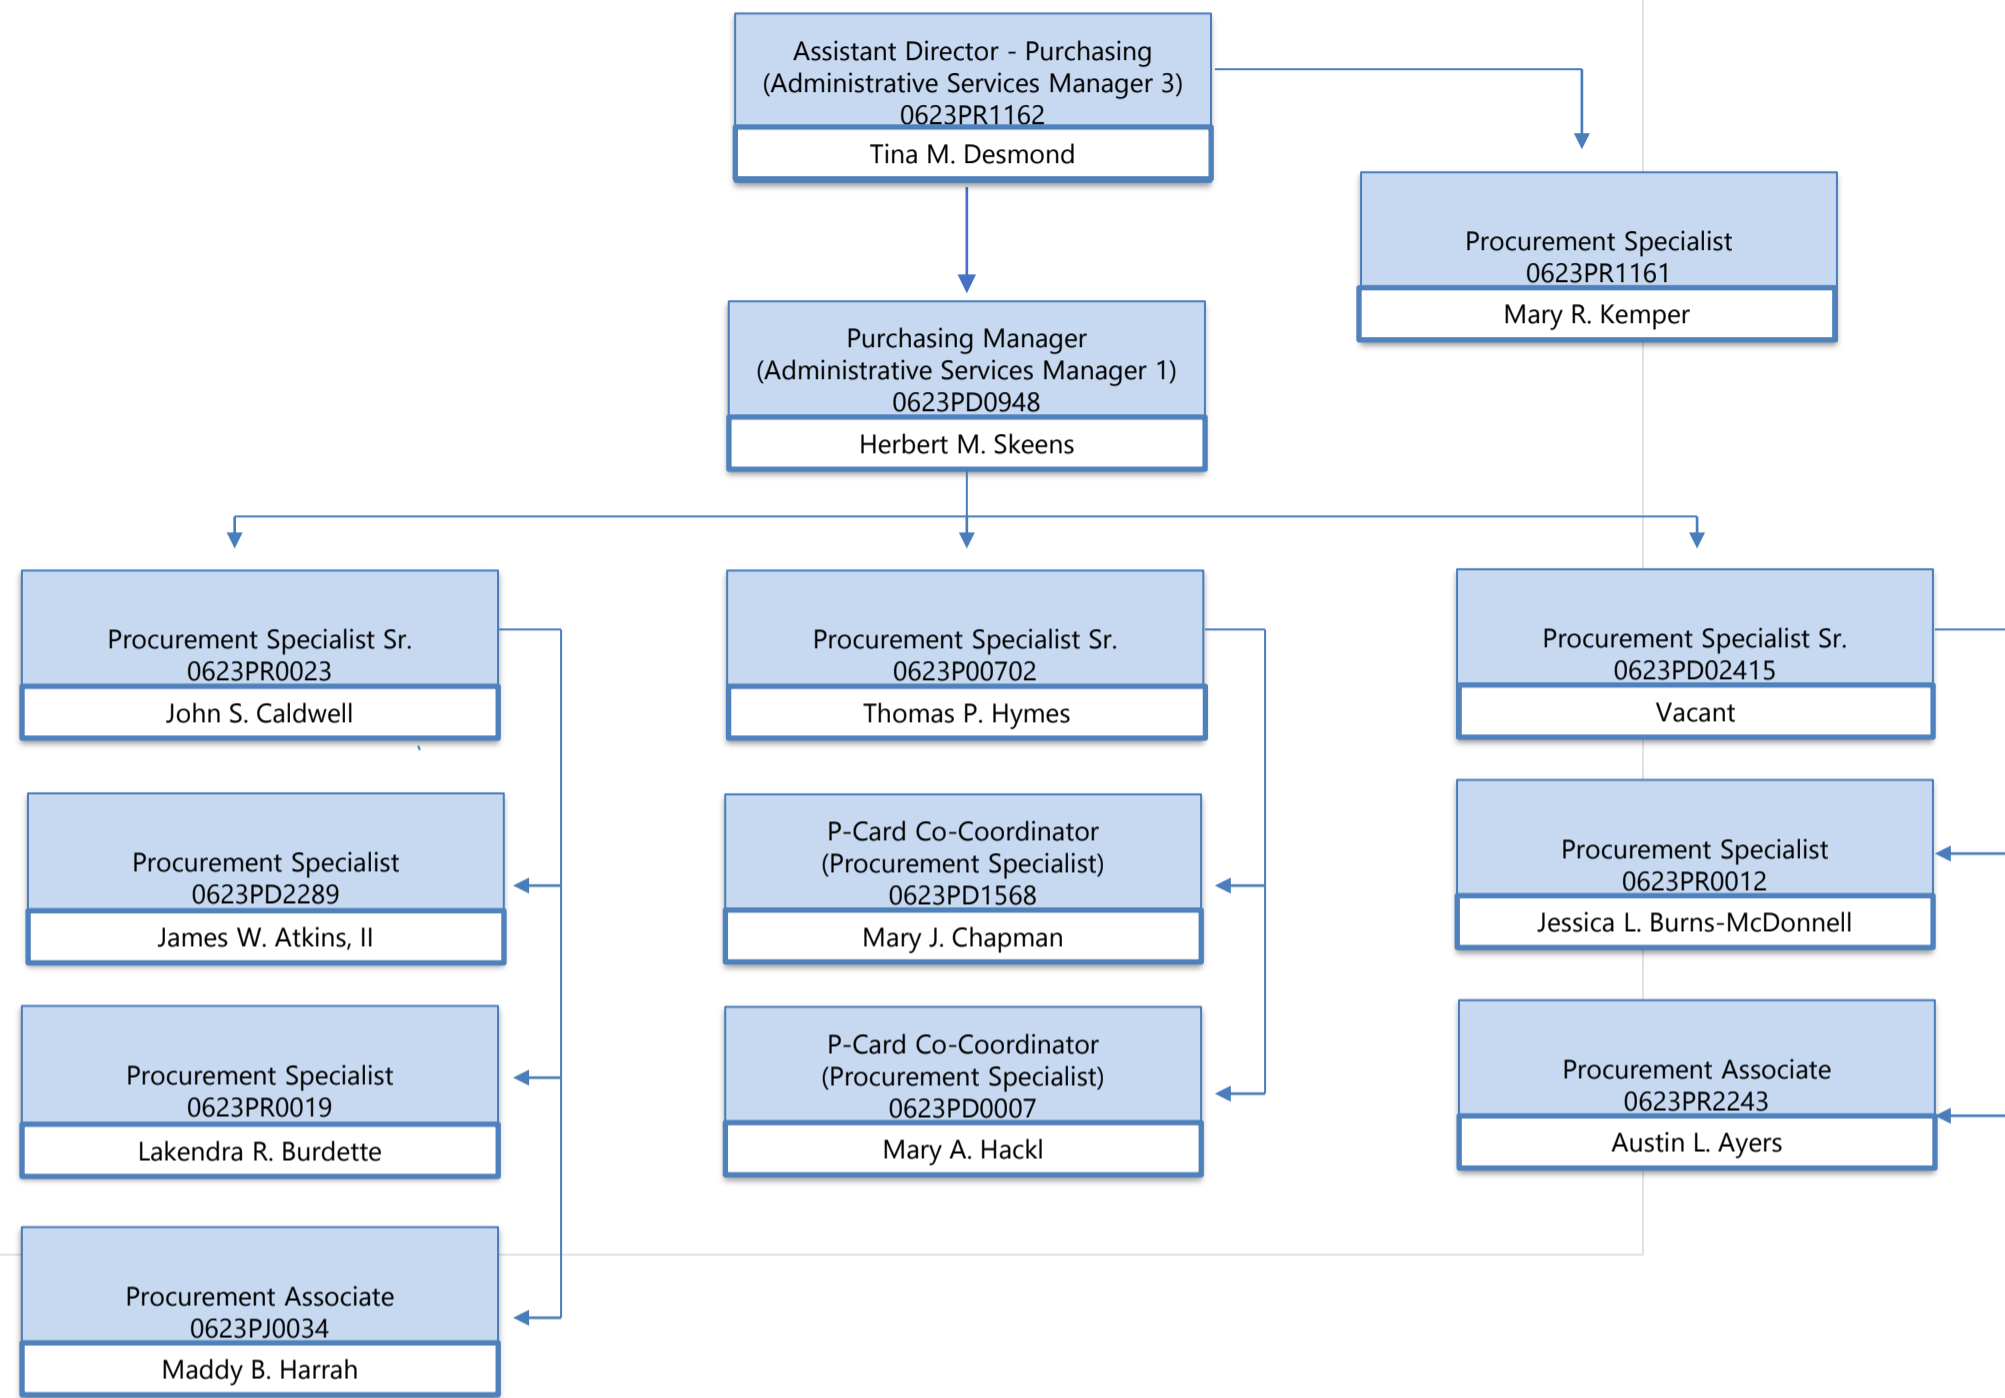 Assistant Director - Purchasing
(Administrative Services Manager 3)
0623PR1162
Tina M. Desmond
Procurement Specialist
0623PR1161
Mary R. Kemper
Purchasing Manager
(Administrative Services Manager 1)
0623PD0948
Herbert M. Skeens
Procurement Specialist Sr.
0623PR0023
John S. Caldwell
Procurement Specialist Sr.
0623P00702
Thomas P. Hymes
Procurement Specialist Sr.
0623PD02415
Vacant
Procurement Specialist
0623PD2289
James W. Atkins, II
P-Card Co-Coordinator
(Procurement Specialist)
0623PD1568
Mary J. Chapman
Procurement Specialist
0623PR0012
Jessica L. Burns-McDonnell
Procurement Specialist
0623PR0019
Lakendra R. Burdette
P-Card Co-Coordinator
(Procurement Specialist)
0623PD0007
Mary A. Hackl
Procurement Associate
0623PR2243
Austin L. Ayers
Procurement Associate
0623PJ0034
Maddy B. Harrah